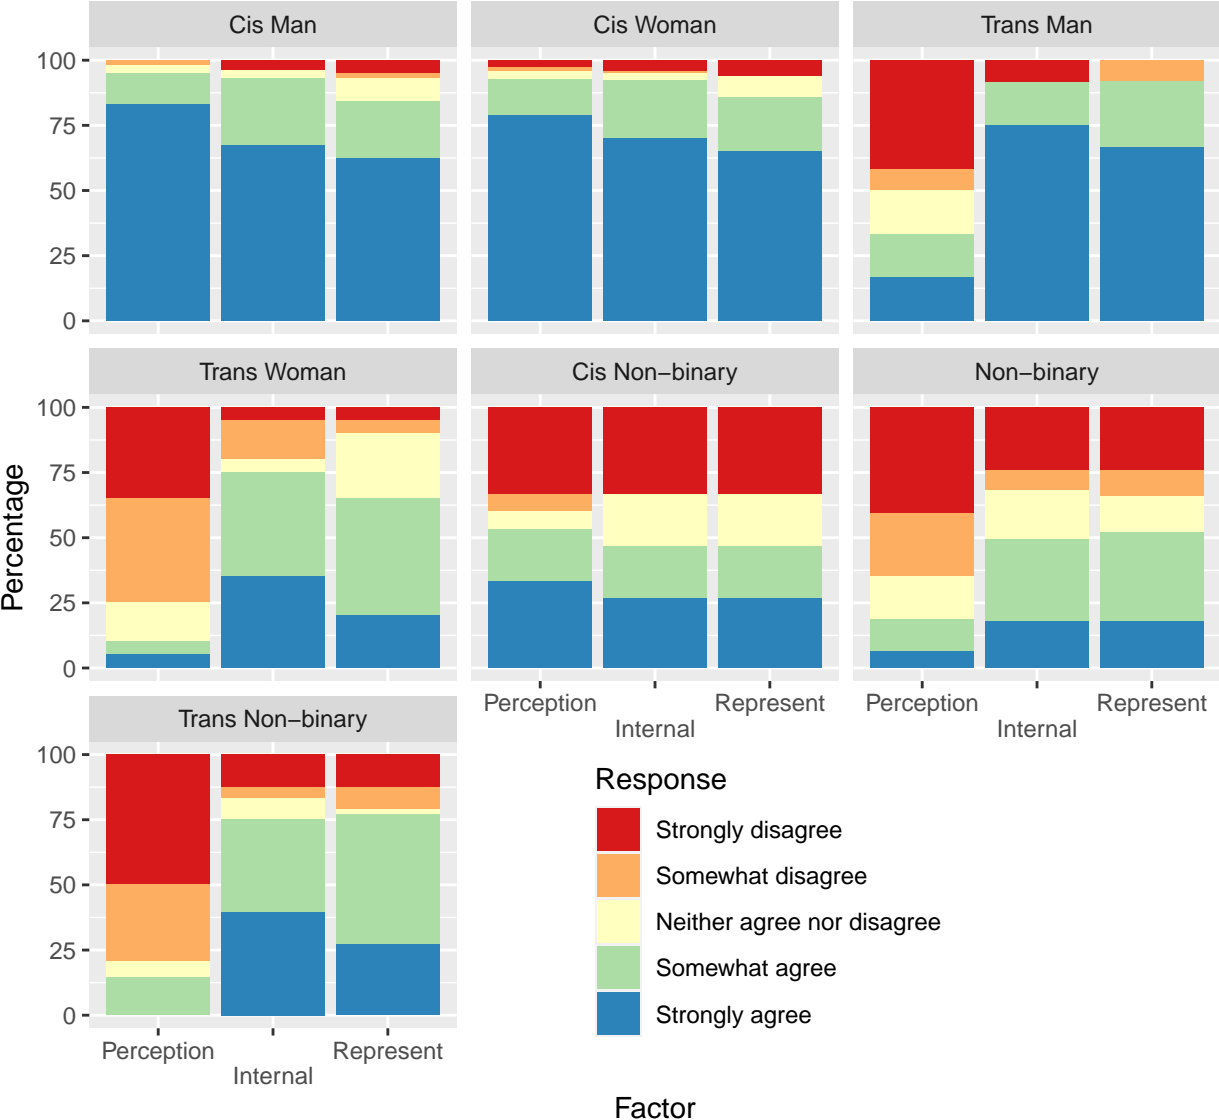 Cis Man
Cis Woman
Trans Man
100
75
50
25
0
Trans Woman
Cis Non−binary
Non−binary
100
75
50
25
0
Percentage
Perception
Internal
Represent
Perception
Internal
Represent
Trans Non−binary
100
75
50
25
0
Perception
Internal
Represent
Response
Strongly disagree
Somewhat disagree
Neither agree nor disagree
Somewhat agree
Strongly agree
Factor